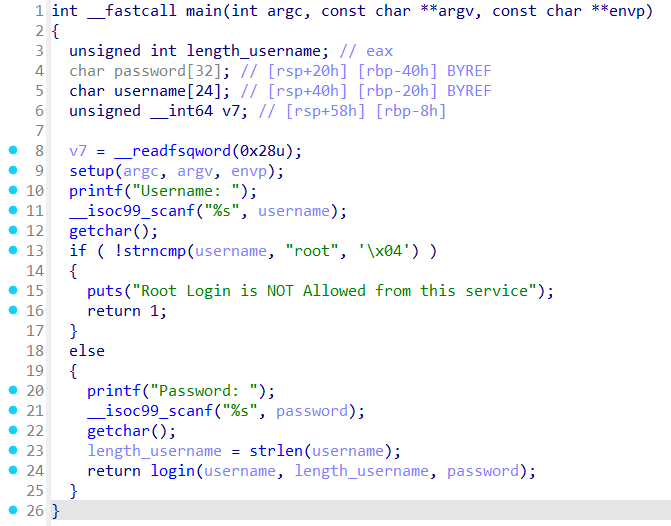 1 int __fastcall main(int argc, const char **argv, const char **envp)
2 {
3   unsigned int length_username; // eax
4   char password[32]; // [rsp+20h] [rbp-40h] BYREF
5   char username[24]; // [rsp+40h] [rbp-20h] BYREF
6   unsigned __int64 v7; // [rsp+58h] [rbp-8h]
7
8   v7 = __readfsqword(0x28u);
9   setup(argc, argv, envp);
10   printf("Username: ");
11   __isoc99_scanf("%s", username);
12   getchar();
13   if ( !strncmp(username, "root", '\x04') )
14   {
15     puts("Root Login is NOT Allowed from this service");
16     return 1;
17   }
18   else
19   {
20     printf("Password: ");
21     __isoc99_scanf("%s", password);
22     getchar();
23     length_username = strlen(username);
24     return login(username, length_username, password);
25   }
26 }